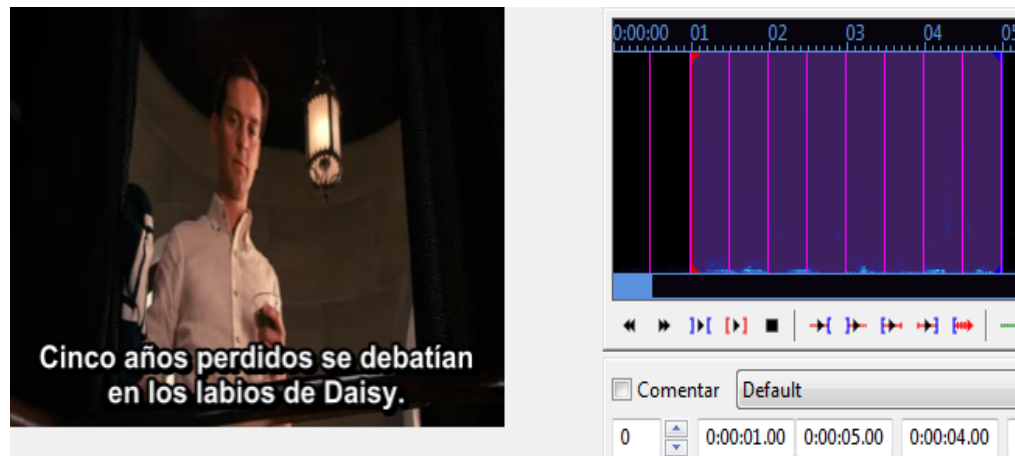 0:00:00 01 02 03 04 05
Cinco años perdidos se debatían
en los labios de Daisy.
Comentar Default
0 0:00:01.00 0:00:05.00 0:00:04.00